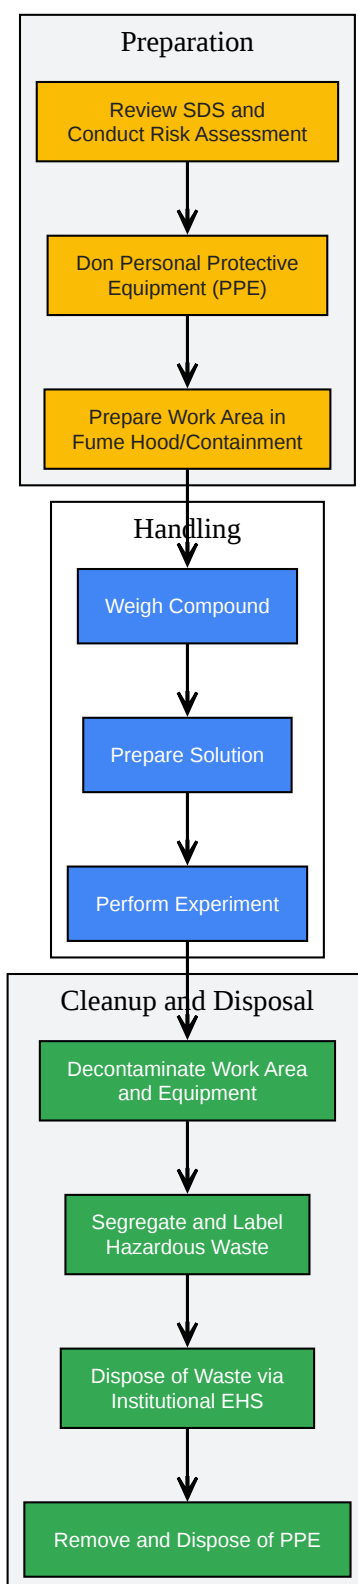 Preparation
Review SDS and
Conduct Risk Assessment
Don Personal Protective
Equipment (PPE)
Prepare Work Area in
Fume Hood/Containment
Handling
Weigh Compound
Prepare Solution
Perform Experiment
Cleanup and Disposal
Decontaminate Work Area
and Equipment
Segregate and Label
Hazardous Waste
Dispose of Waste via
Institutional EHS
Remove and Dispose of PPE